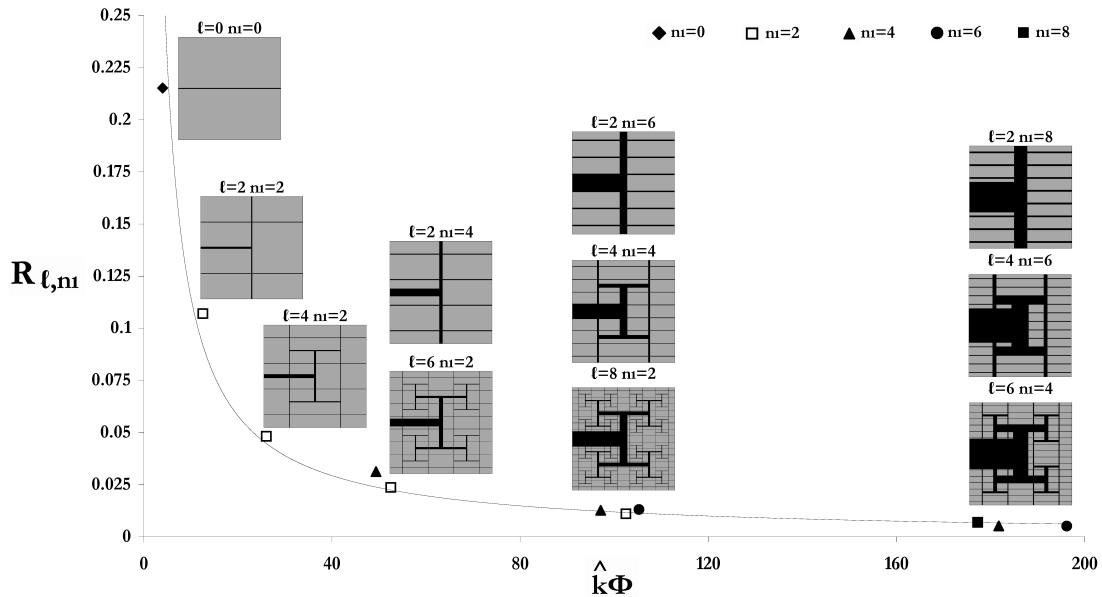 0.25
ℓ=0 n1=0
n1=0 n1=2 n1=4 n1=6 n1=8
0.225
0.2
ℓ=2 n1=6
ℓ=2 n1=8
0.175
ℓ=2 n1=2
0.15
ℓ=2 n1=4
ℓ=4 n1=4
ℓ=4 n1=6
R ℓ,n1
0.125
ℓ=4 n1=2
0.1
ℓ=6 n1=2
ℓ=8 n1=2
ℓ=6 n1=4
0.075
0.05
0.025
0
0 40 80 120 160 200
k̂Φ